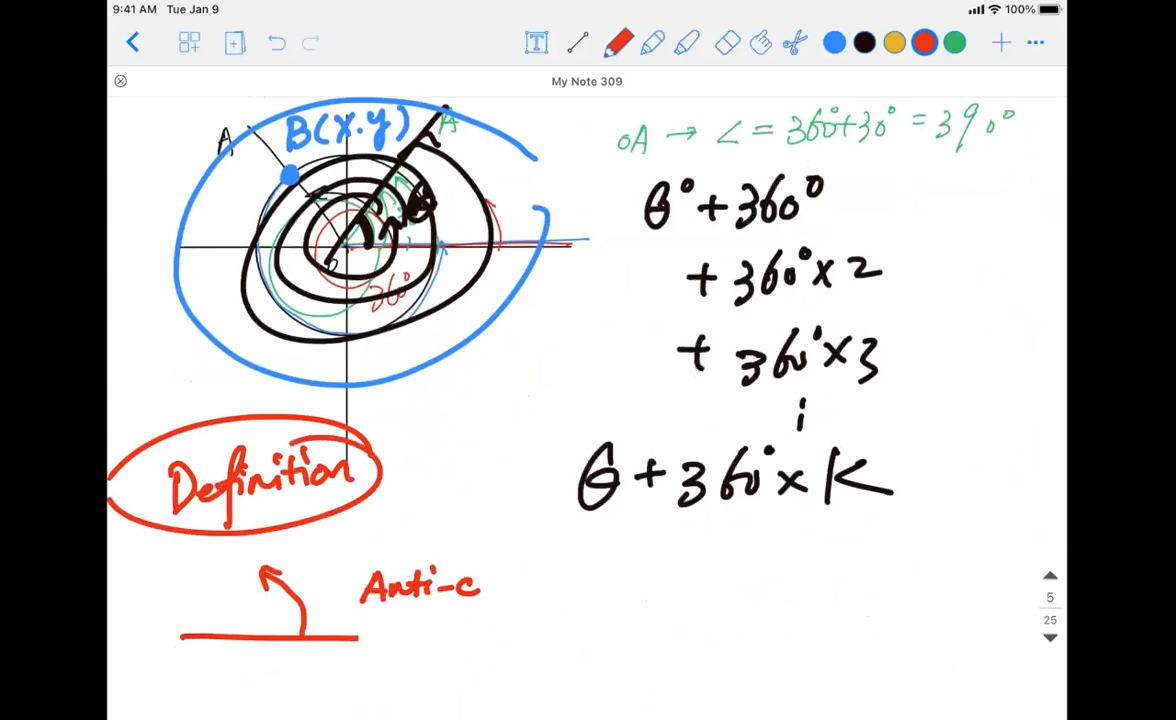 9:41 AM Tue Jan 9
100%
T
My Note 309
A
B(x.y)
A
OA → ∠ = 360°+30° = 390°
θ° + 360°
+ 360° x 2
+ 360° x 3
360°
θ + 360° x K
Definition
Anti-c
5
25